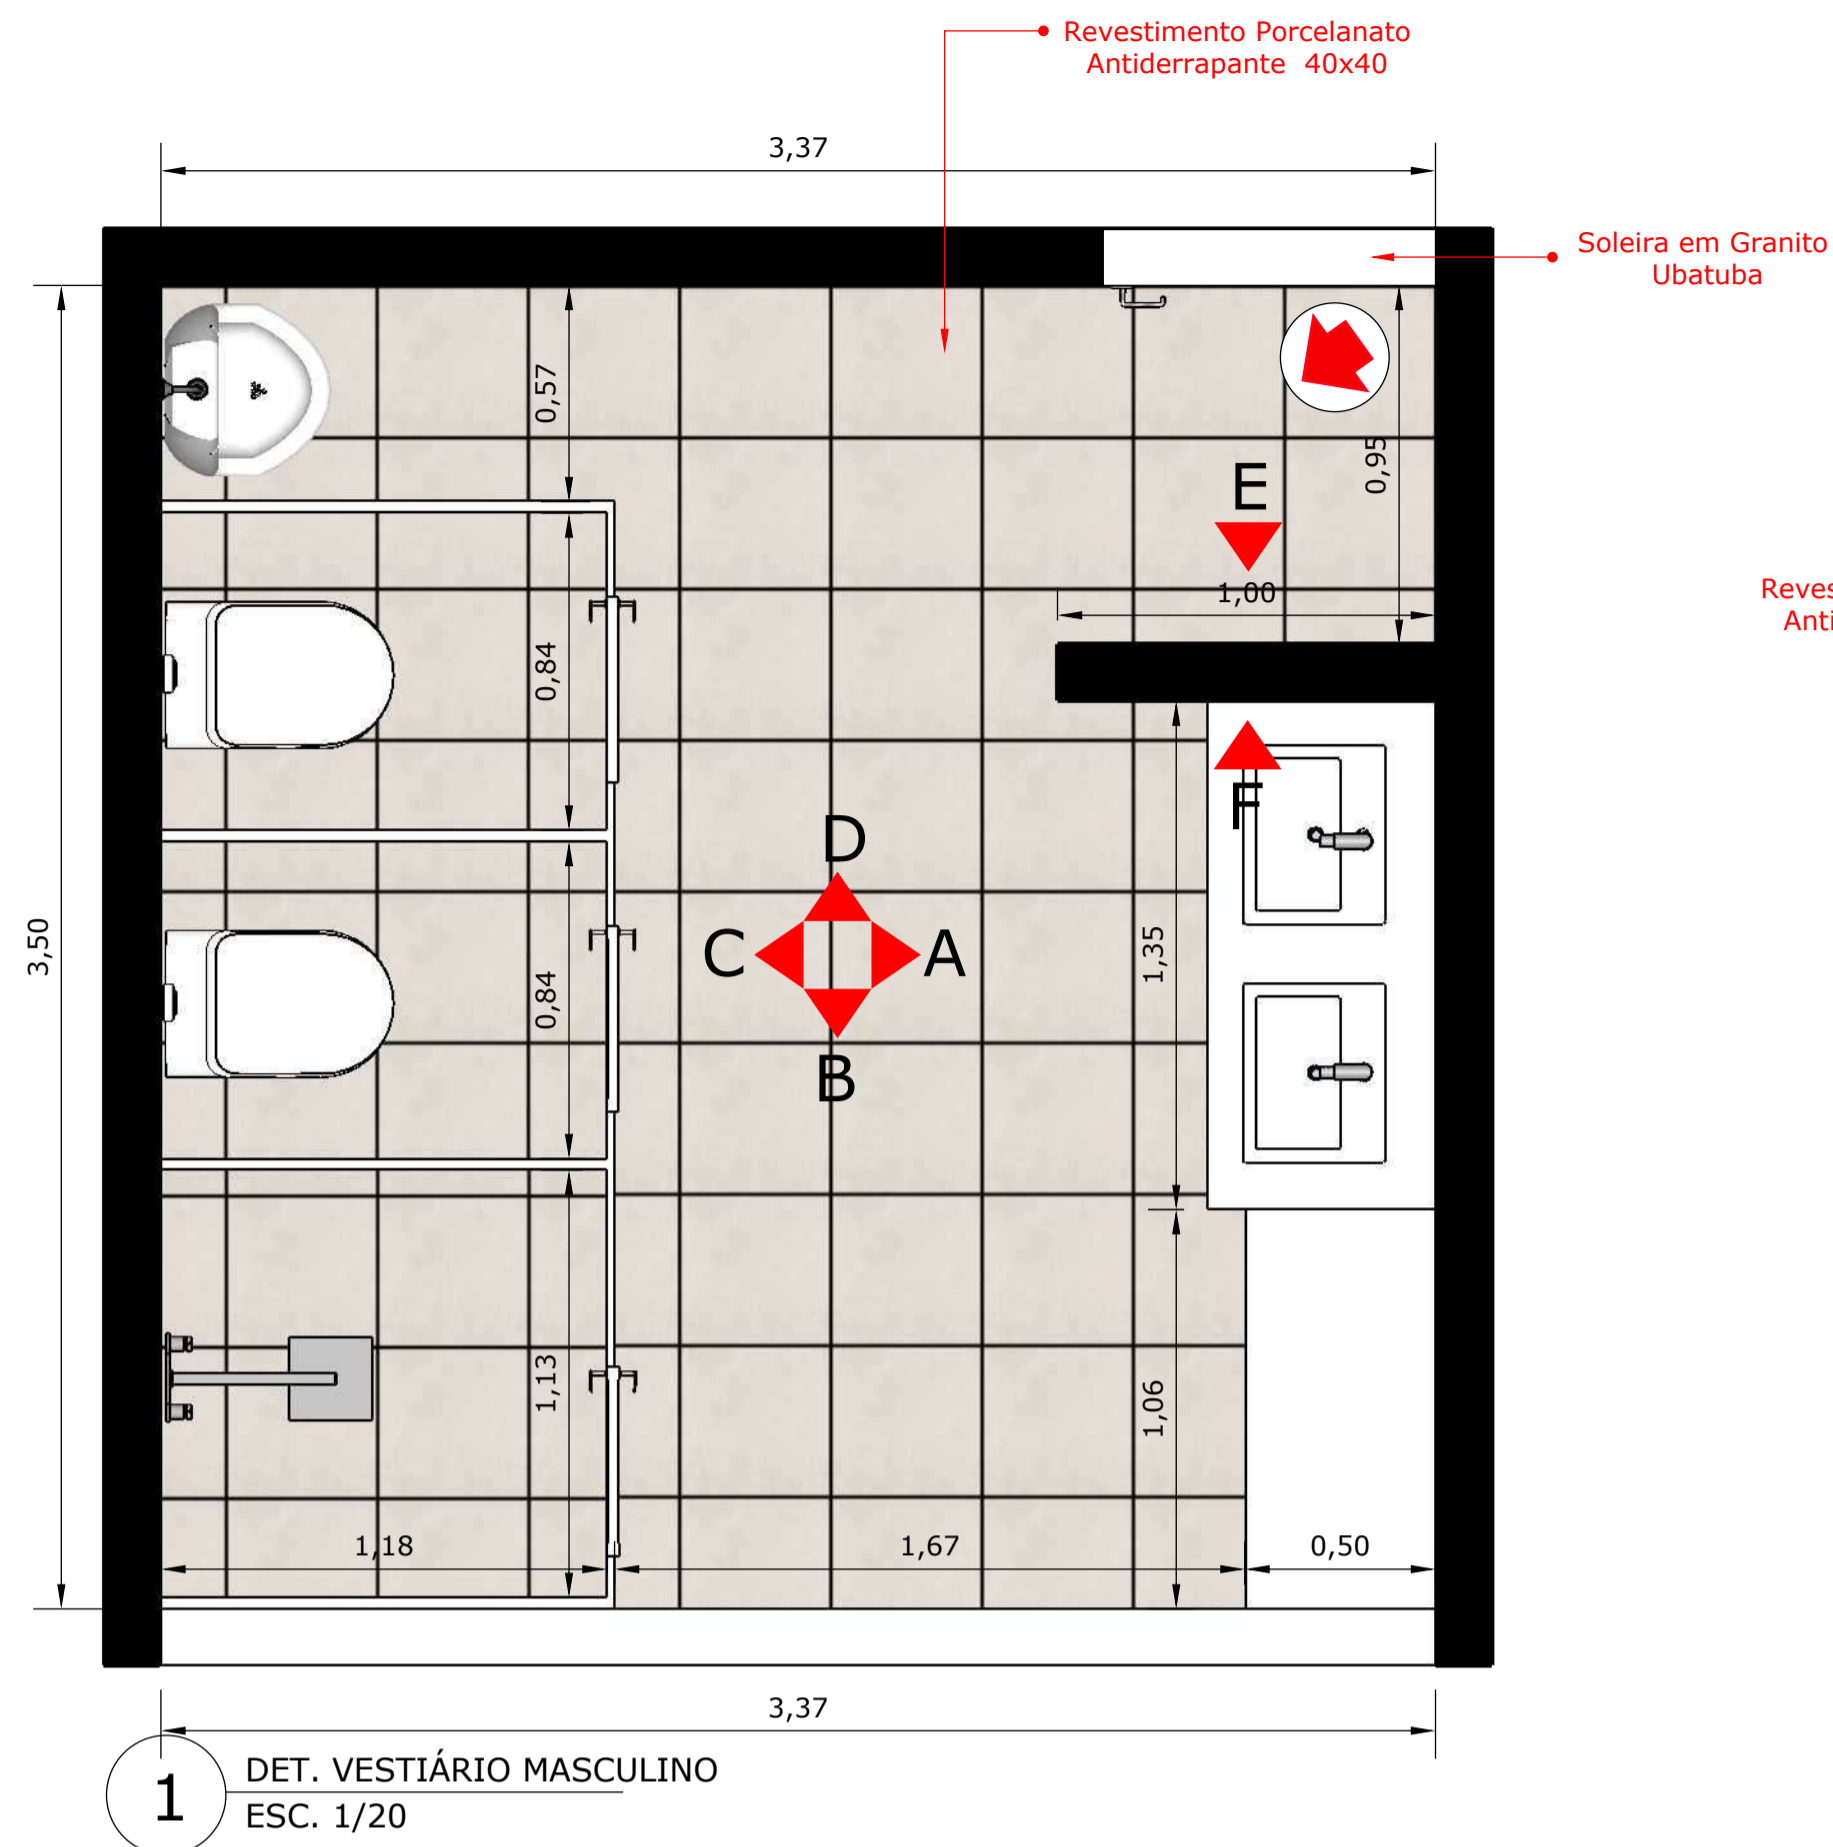 Revestimento Porcelanato
Antiderrapante 40x40
3,37
Soleira em Granito
Ubatuba
0,57
0,95
E
1,00
Reves
Anti
0,84
F
D
C
A
B
3,50
0,84
1,35
1,13
1,06
1,18
1,67
0,50
3,37
1
DET. VESTIÁRIO MASCULINO
ESC. 1/20